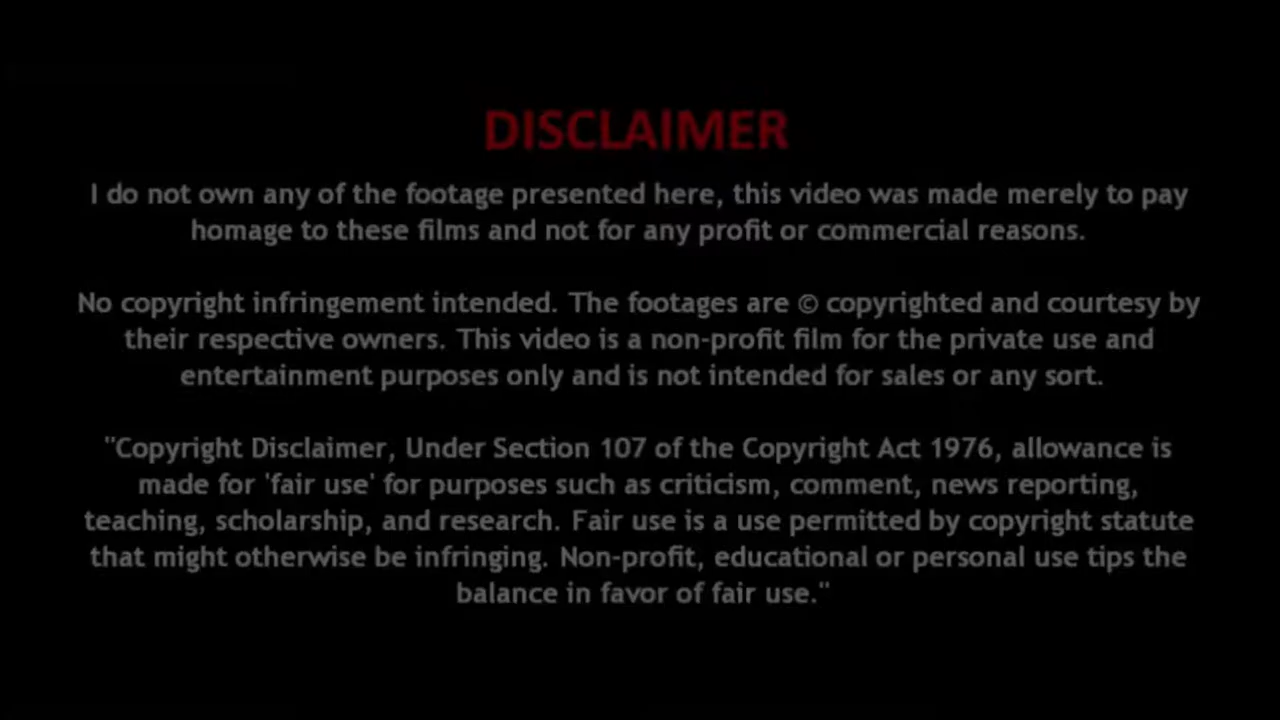 DISCLAIMER
I do not own any of the footage presented here, this video was made merely to pay
homage to these films and not for any profit or commercial reasons.
No copyright infringement intended. The footages are © copyrighted and courtesy by
their respective owners. This video is a non-profit film for the private use and
entertainment purposes only and is not intended for sales or any sort.
"Copyright Disclaimer, Under Section 107 of the Copyright Act 1976, allowance is
made for 'fair use' for purposes such as criticism, comment, news reporting,
teaching, scholarship, and research. Fair use is a use permitted by copyright statute
that might otherwise be infringing. Non-profit, educational or personal use tips the
balance in favor of fair use."